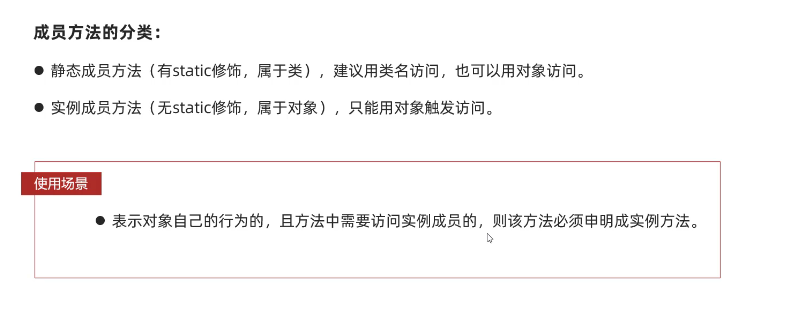 成员方法的分类：
● 静态成员方法（有static修饰，属于类），建议用类名访问，也可以用对象访问。
● 实例成员方法（无static修饰，属于对象），只能用对象触发访问。
使用场景
● 表示对象自己的行为的，且方法中需要访问实例成员的，则该方法必须申明成实例方法。